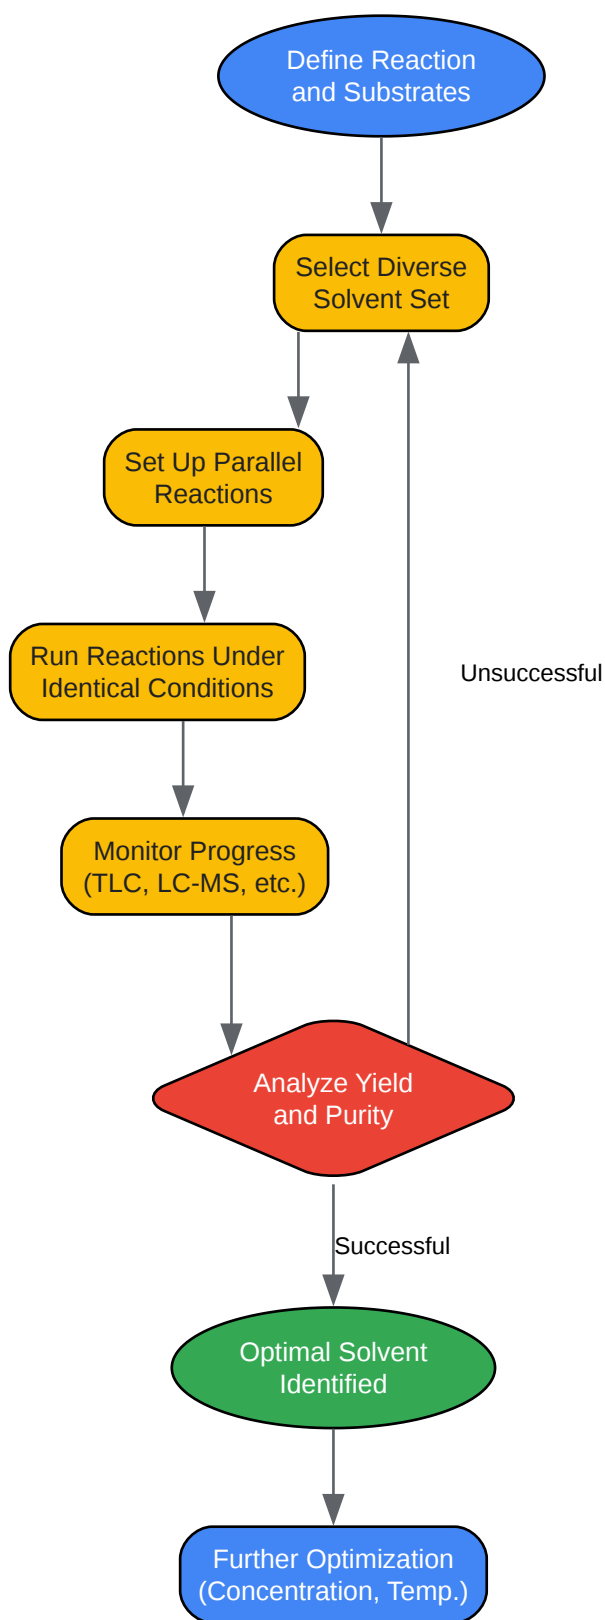 Define Reaction
and Substrates
Select Diverse
Solvent Set
Set Up Parallel
Reactions
Run Reactions Under
Identical Conditions
Unsuccessful
Monitor Progress
(TLC, LC-MS, etc.)
Analyze Yield
and Purity
Successful
Optimal Solvent
Identified
Further Optimization
(Concentration, Temp.)